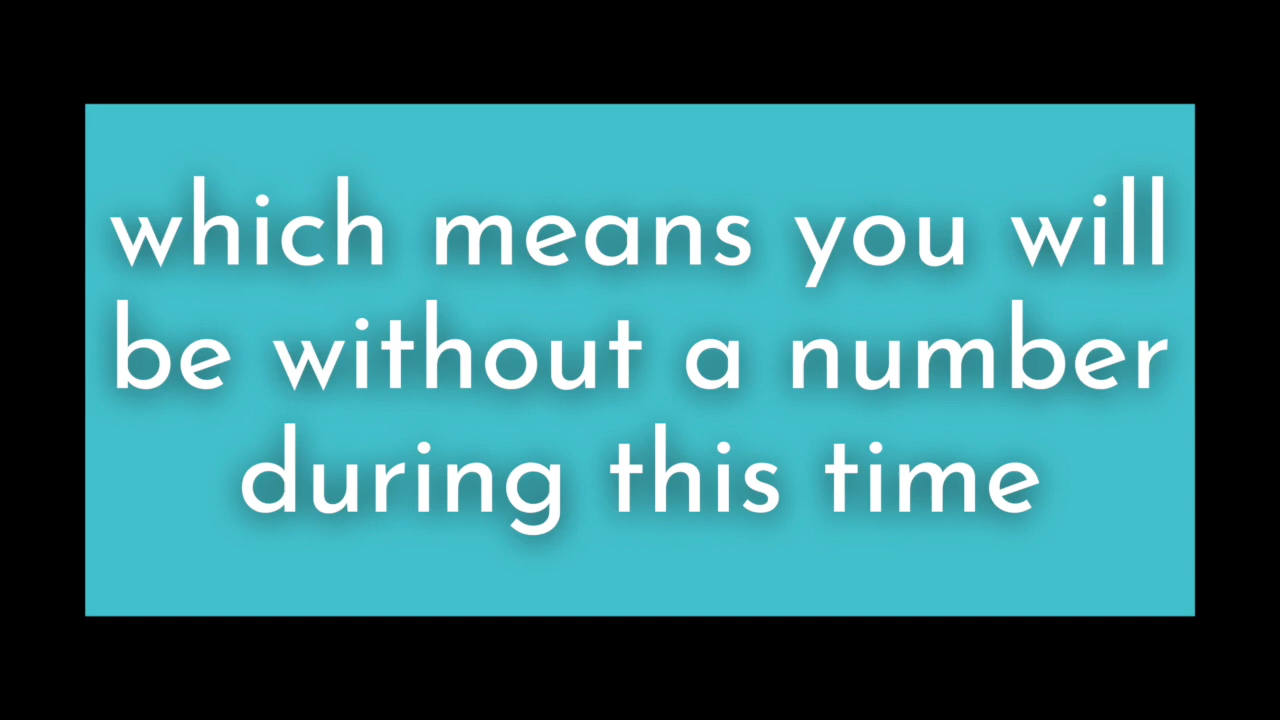 which means you will
be without a number
during this time